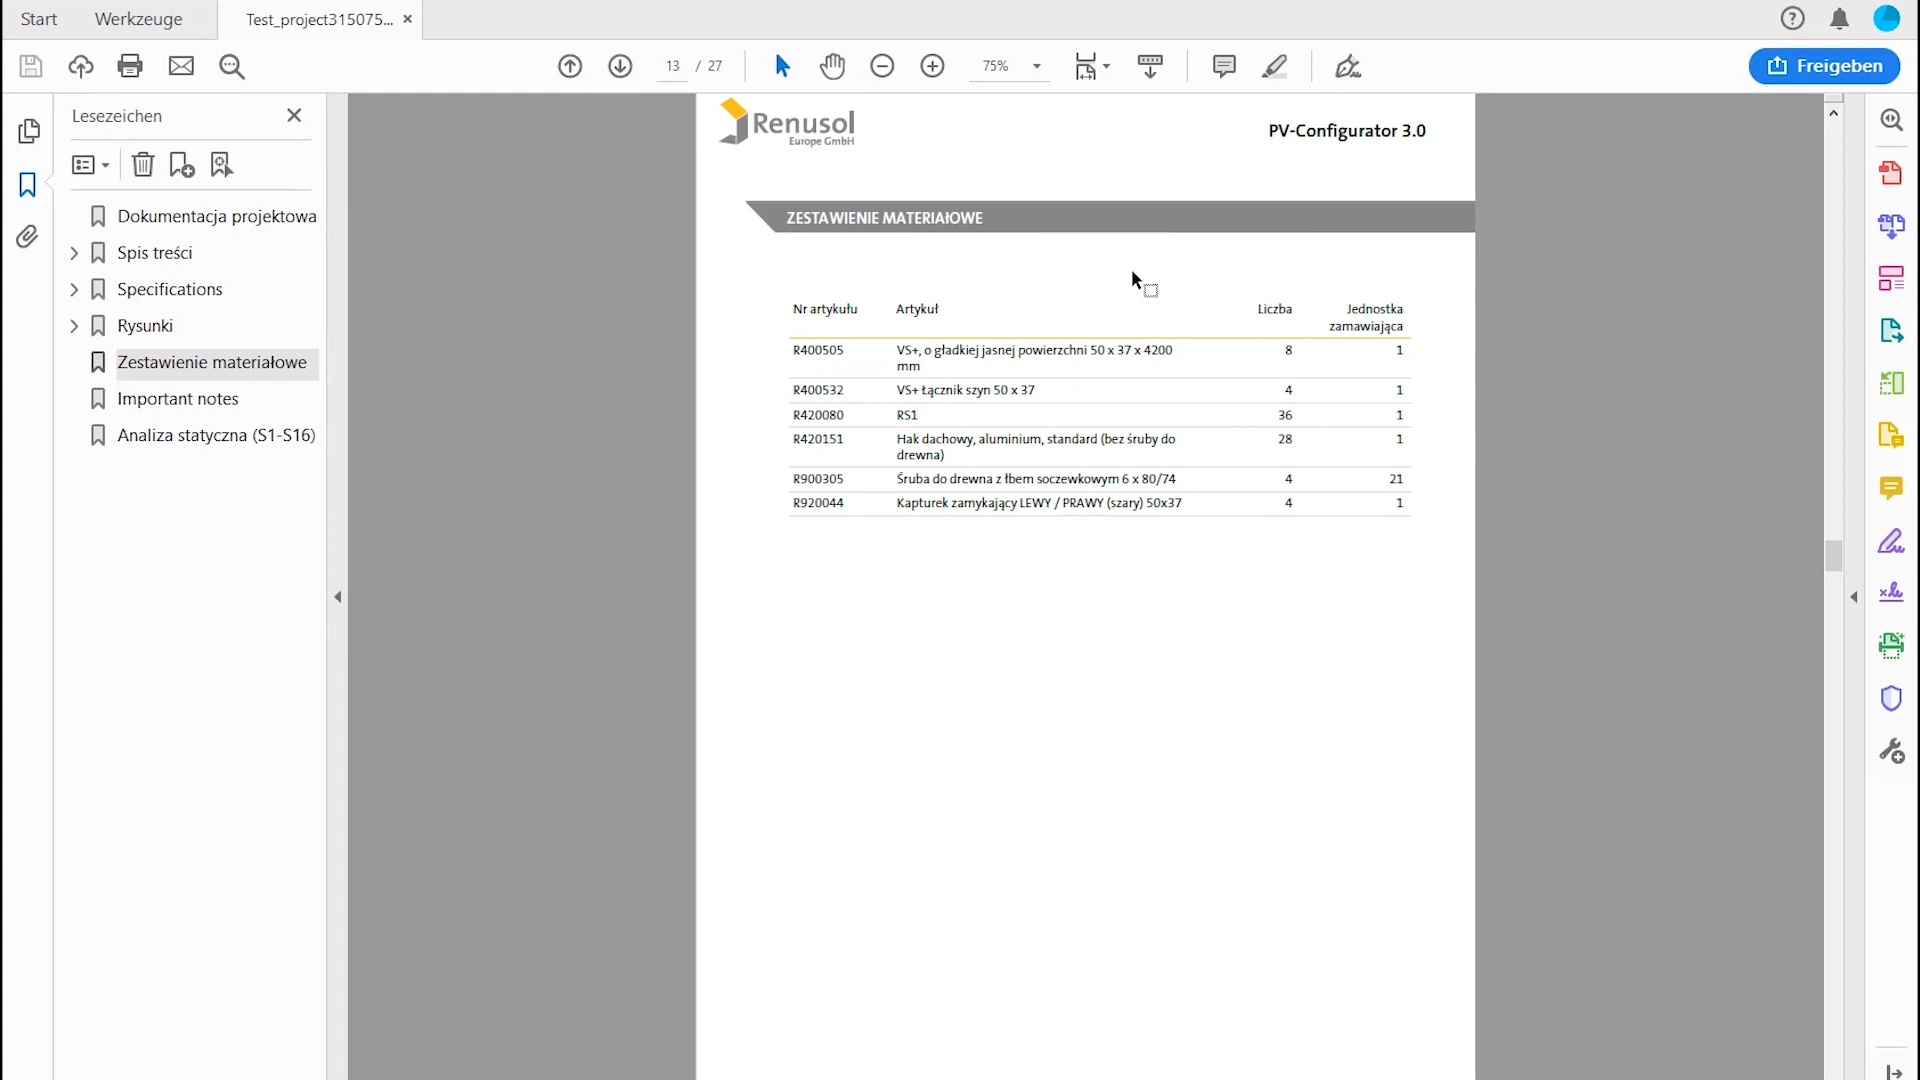 Start Werkzeuge Test_project315075... ×
13 / 27 75% Freigeben
Lesezeichen
Dokumentacja projektowa
Spis treści
Specifications
Rysunki
Zestawienie materiałowe
Important notes
Analiza statyczna (S1-S16)
Renusol
Europe GmbH
PV-Configurator 3.0
ZESTAWIENIE MATERIAŁOWE
Nr artykułu Artykuł Liczba Jednostka
zamawiająca
R400505 VS+, o gładkiej jasnej powierzchni 50 x 37 x 4200 8 1
mm
R400532 VS+ Łącznik szyn 50 x 37 4 1
R420080 RS1 36 1
R420151 Hak dachowy, aluminium, standard (bez śruby do 28 1
drewna)
R900305 Śruba do drewna z łbem soczewkowym 6 x 80/74 4 21
R920044 Kapturek zamykający LEWY / PRAWY (szary) 50x37 4 1